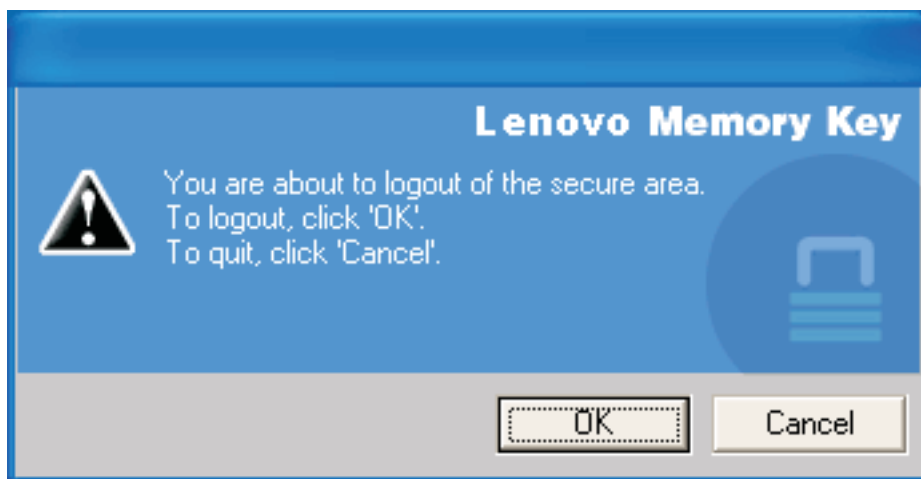 Lenovo Memory Key
You are about to logout of the secure area.
To logout, click 'OK'.
To quit, click 'Cancel'.
OK
Cancel